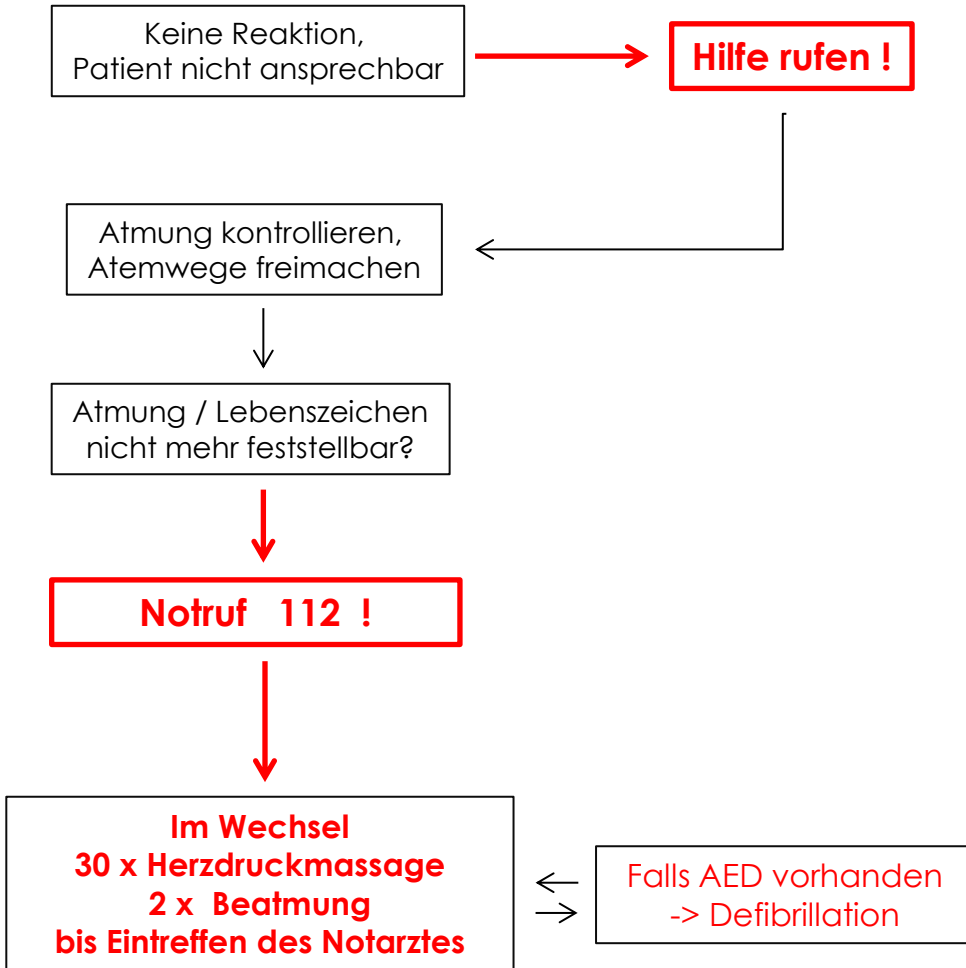 Keine Reaktion,
Patient nicht ansprechbar
Hilfe rufen !
Atmung kontrollieren,
Atemwege freimachen
Atmung / Lebenszeichen
nicht mehr feststellbar?
Notruf 112 !
Im Wechsel
30 x Herzdruckmassage
2 x Beatmung
bis Eintreffen des Notarztes
Falls AED vorhanden
-> Defibrillation